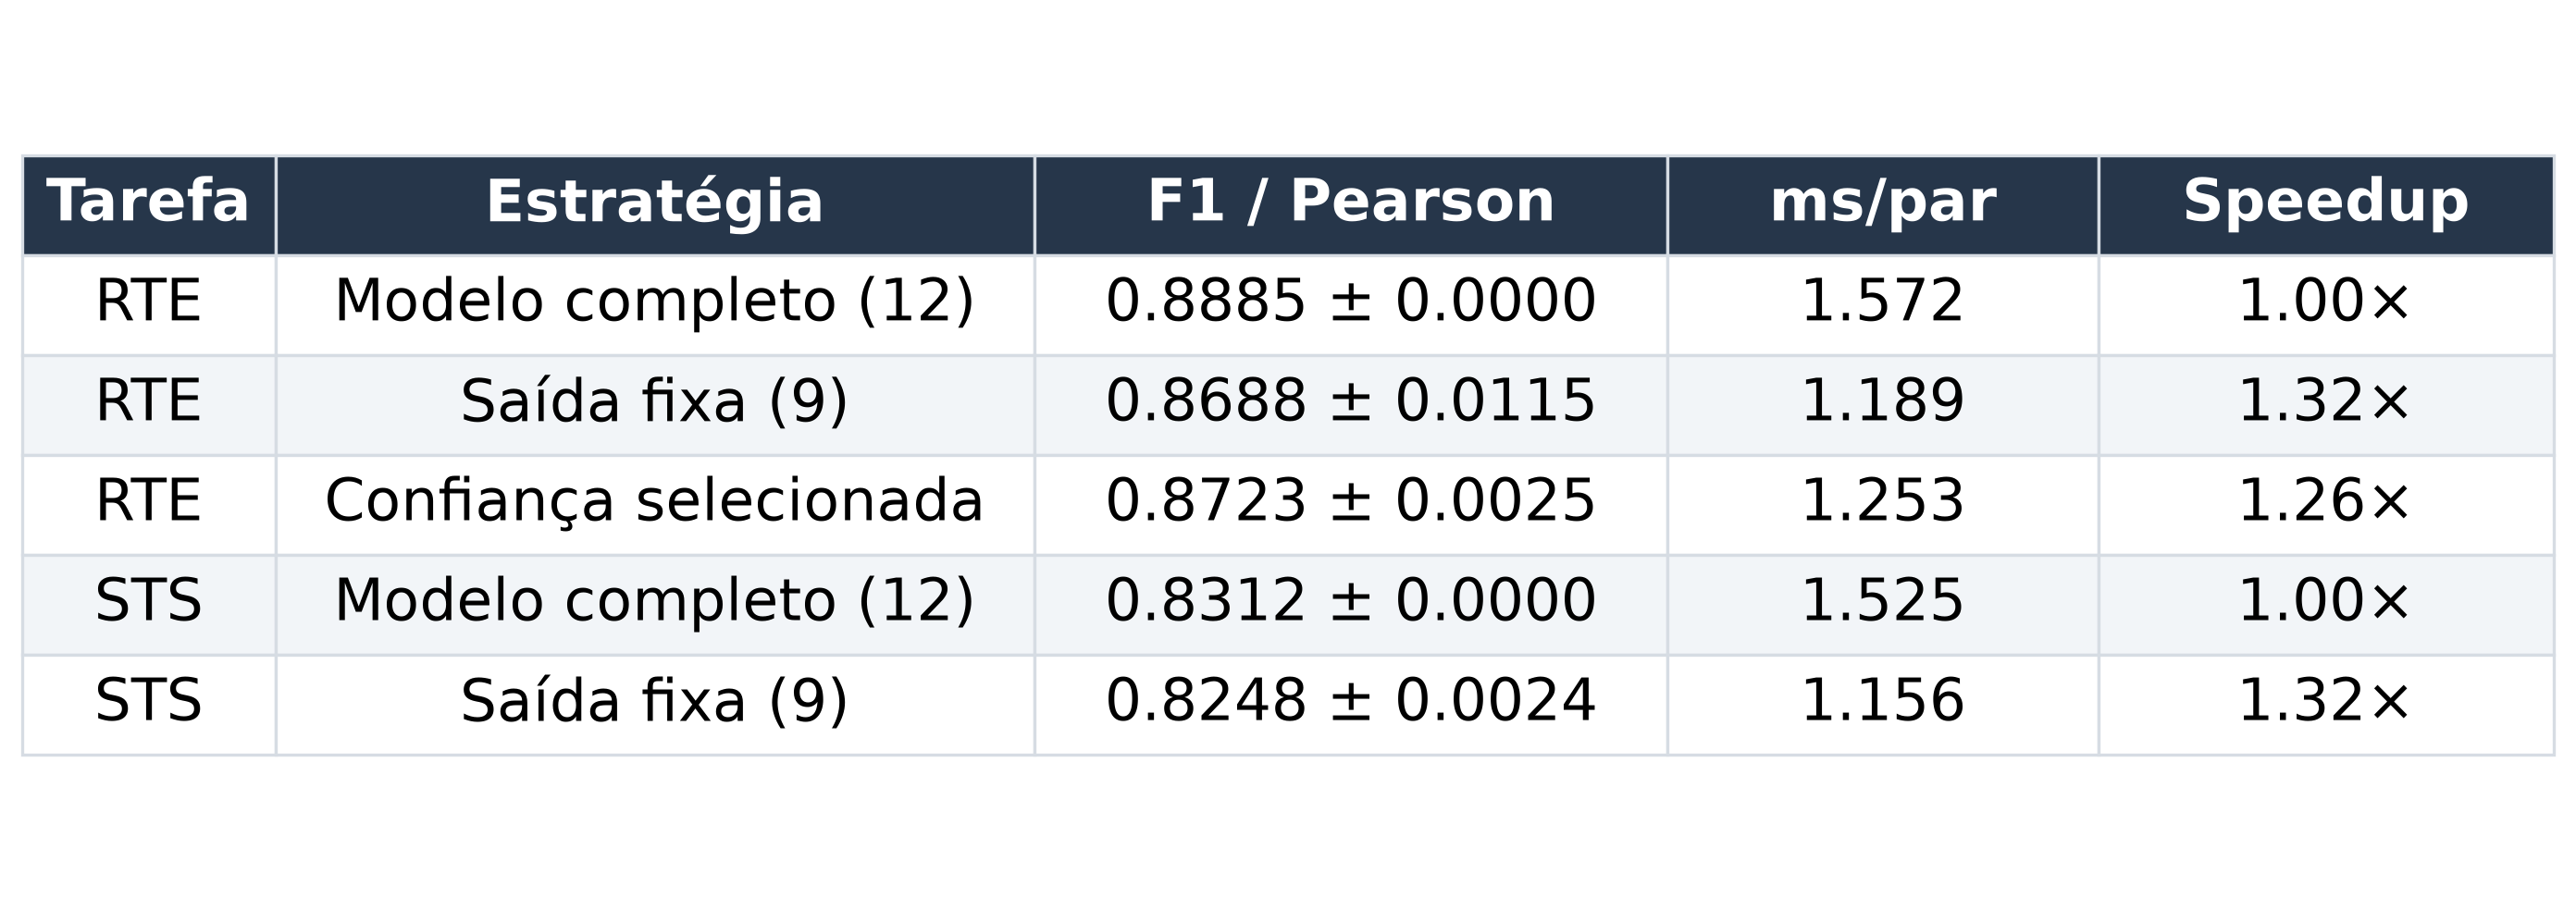 Tarefa Estratégia F1 / Pearson ms/par Speedup
RTE Modelo completo (12) 0.8885 ± 0.0000 1.572 1.00×
RTE Saída fixa (9) 0.8688 ± 0.0115 1.189 1.32×
RTE Confiança selecionada 0.8723 ± 0.0025 1.253 1.26×
STS Modelo completo (12) 0.8312 ± 0.0000 1.525 1.00×
STS Saída fixa (9) 0.8248 ± 0.0024 1.156 1.32×